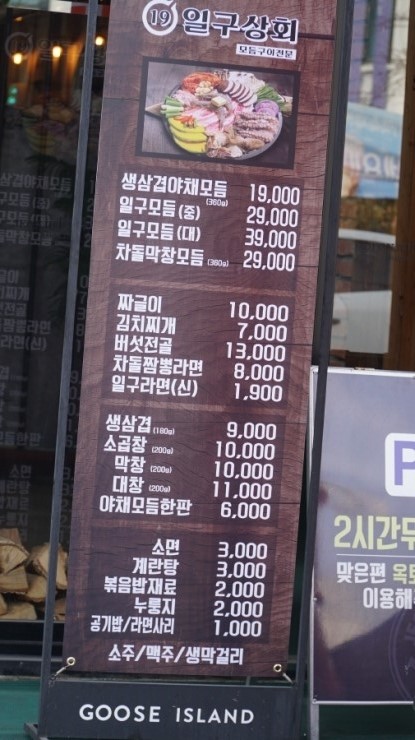 19 일구상회
모듬구이전문
생삼겹야채모듬 (360g) 19,000
일구모듬 (중) 29,000
일구모듬 (대) 39,000
차돌막창모듬 (360g) 29,000
짜글이 10,000
김치찌개 7,000
버섯전골 13,000
차돌짬뽕라면 8,000
일구라면(신) 1,900
생삼겹 (180g) 9,000
소곱창 (200g) 10,000
막창 (200g) 10,000
대창 (200g) 11,000
야채모듬한판 6,000
소면 3,000
계란탕 3,000
볶음밥재료 2,000
누룽지 2,000
공기밥/라면사리 1,000
소주/맥주/생막걸리
GOOSE ISLAND
P
2시간무
맞은편 옥
이용해